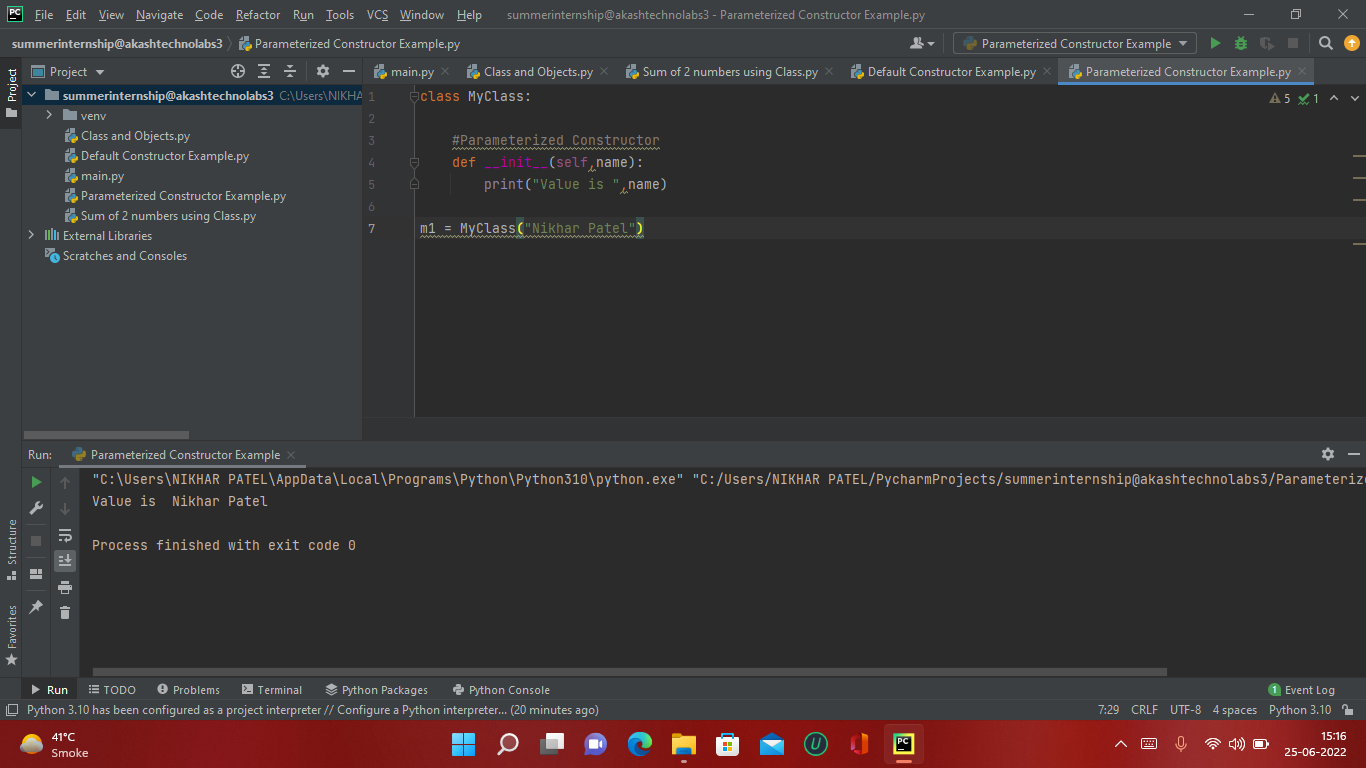 PC File Edit View Navigate Code Refactor Run Tools VCS Window Help summerinternship@akashtechnolabs3 - Parameterized Constructor Example.py
summerinternship@akashtechnolabs3 Parameterized Constructor Example.py Parameterized Constructor Example
Project
Project
main.py Class and Objects.py Sum of 2 numbers using Class.py Default Constructor Example.py Parameterized Constructor Example.py
summerinternship@akashtechnolabs3 C:\Users\NIKHA
venv
Class and Objects.py
Default Constructor Example.py
main.py
Parameterized Constructor Example.py
Sum of 2 numbers using Class.py
External Libraries
Scratches and Consoles
1 class MyClass:
5 1
2
3 #Parameterized Constructor
4 def __init__(self,name):
5 print("Value is ",name)
6
7 m1 = MyClass("Nikhar Patel")
Run: Parameterized Constructor Example
"C:\Users\NIKHAR PATEL\AppData\Local\Programs\Python\Python310\python.exe" "C:/Users/NIKHAR PATEL/PycharmProjects/summerinternship@akashtechnolabs3/Parameteriz
Value is  Nikhar Patel
Process finished with exit code 0
Structure
Favorites
Run TODO Problems Terminal Python Packages Python Console 1 Event Log
Python 3.10 has been configured as a project interpreter // Configure a Python interpreter... (20 minutes ago) 7:29 CRLF UTF-8 4 spaces Python 3.10
41°C
Smoke
U
PC
15:16
25-06-2022